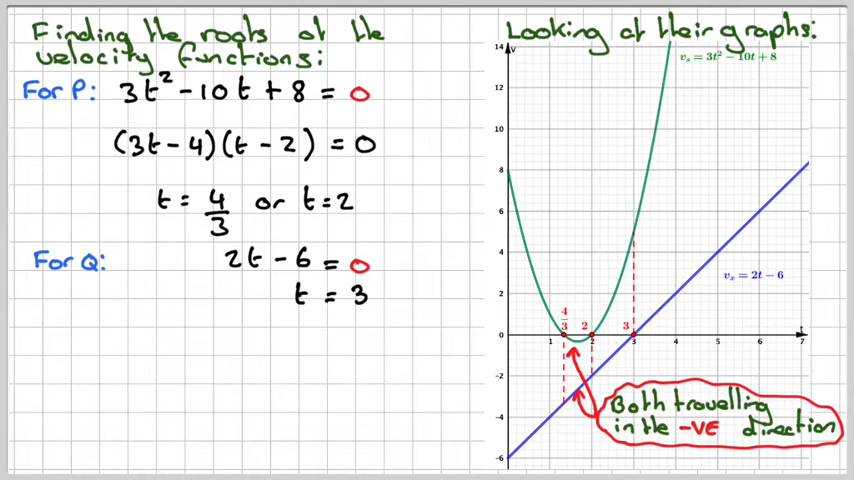 Finding the roots of the
velocity functions:
For P: 3t² - 10t + 8 = 0
(3t - 4)(t - 2) = 0
t = 4/3 or t = 2
For Q: 2t - 6 = 0
t = 3
Looking at their graphs:
v
14
vₛ = 3t² - 10t + 8
12
10
8
6
4
vₓ = 2t - 6
2
4/3 2 3
0 1 2 3 4 5 6 7
t
-2
-4
-6
Both travelling
in the -VE direction